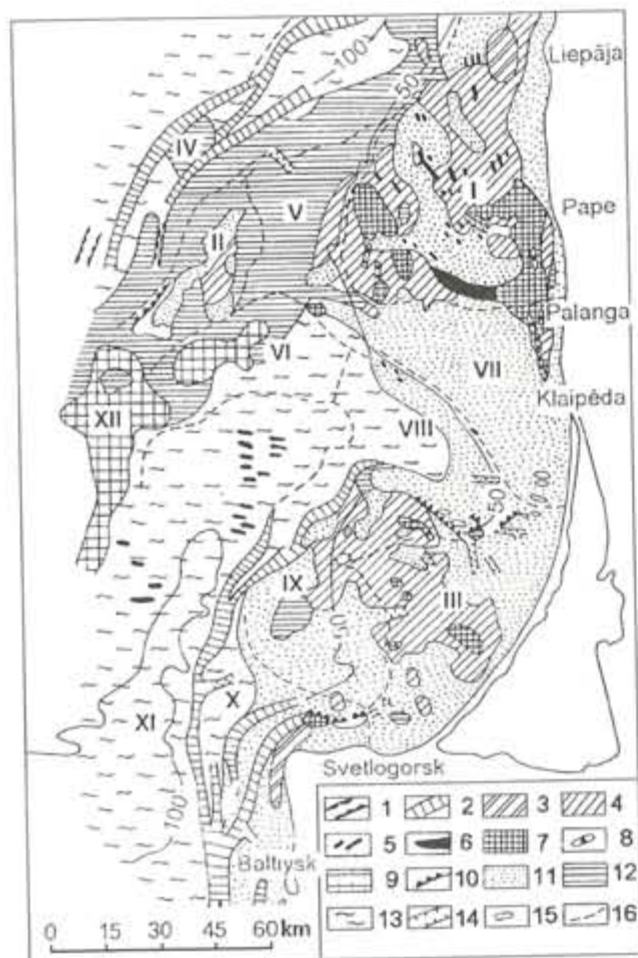 100
Liepāja
50
IV
I
V
Pape
II
Palanga
VI
VII
Klaipėda
XII
VIII
50
IX
III
50
X
XI
100
Svetlogorsk
Baltiysk
1 2 3 4
5 6 7 8
9 10 11 12
13 14 15 16
0 15 30 45 60 km